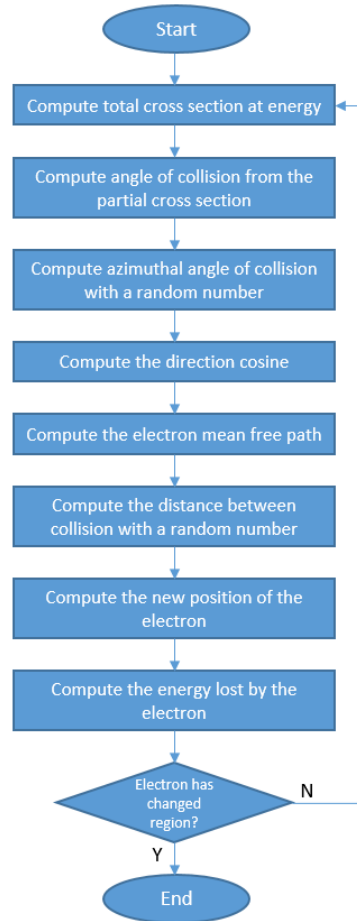 Start
Compute total cross section at energy
Compute angle of collision from the
partial cross section
Compute azimuthal angle of collision
with a random number
Compute the direction cosine
Compute the electron mean free path
Compute the distance between
collision with a random number
Compute the new position of the
electron
Compute the energy lost by the
electron
Electron has
changed
region?
N
Y
End